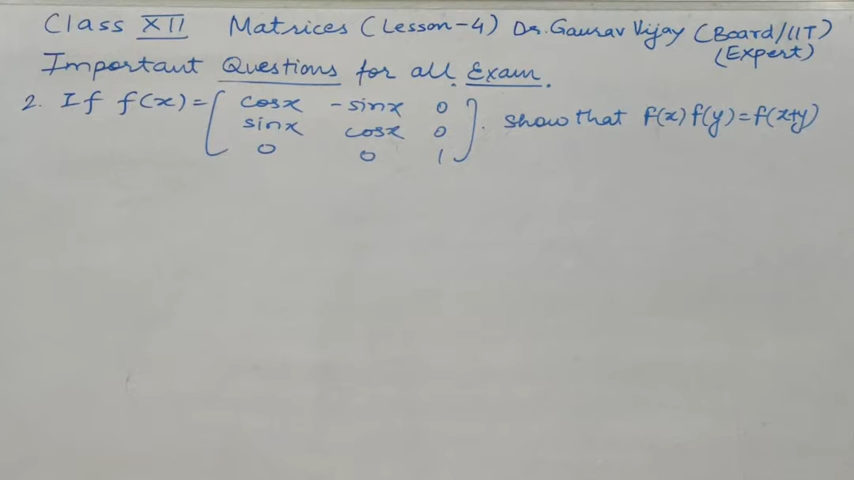 Class XII Matrices (Lesson-4) Dr. Gaurav Vijay (Board/IIT)
(Expert)
Important Questions for all. Exam.
2. If f(x)=[ cosx -sinx 0
sinx cosx 0
0 0 1 ]. show that f(x) f(y)=f(x+y)